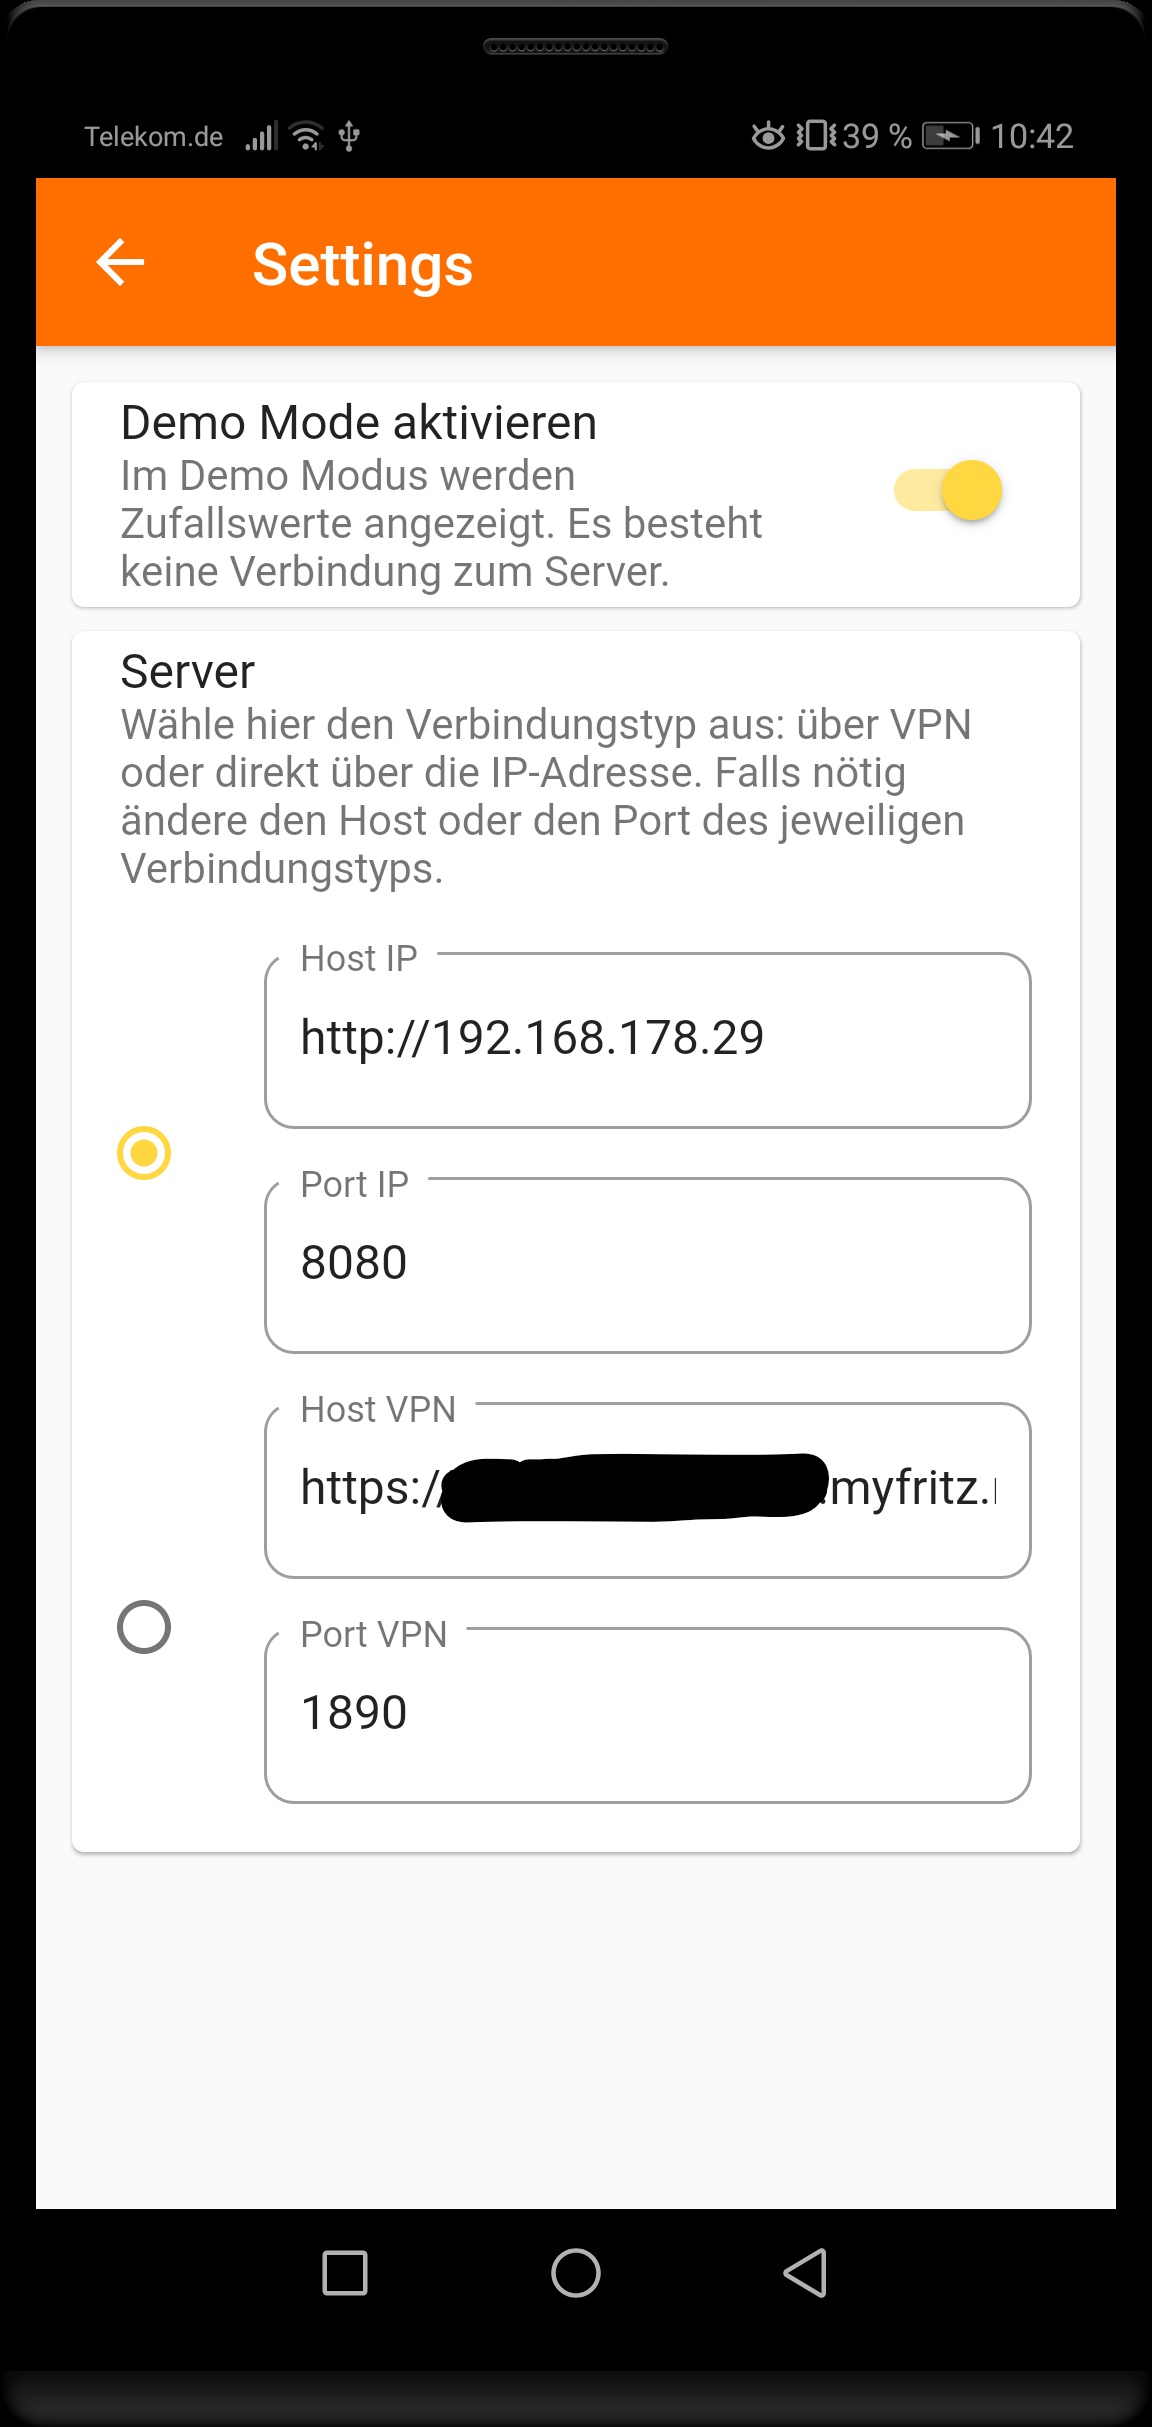 Telekom.de 39 % 10:42
Settings
Demo Mode aktivieren
Im Demo Modus werden
Zufallswerte angezeigt. Es besteht
keine Verbindung zum Server.
Server
Wähle hier den Verbindungstyp aus: über VPN
oder direkt über die IP-Adresse. Falls nötig
ändere den Host oder den Port des jeweiligen
Verbindungstyps.
Host IP
http://192.168.178.29
Port IP
8080
Host VPN
https:/ .myfritz.
Port VPN
1890